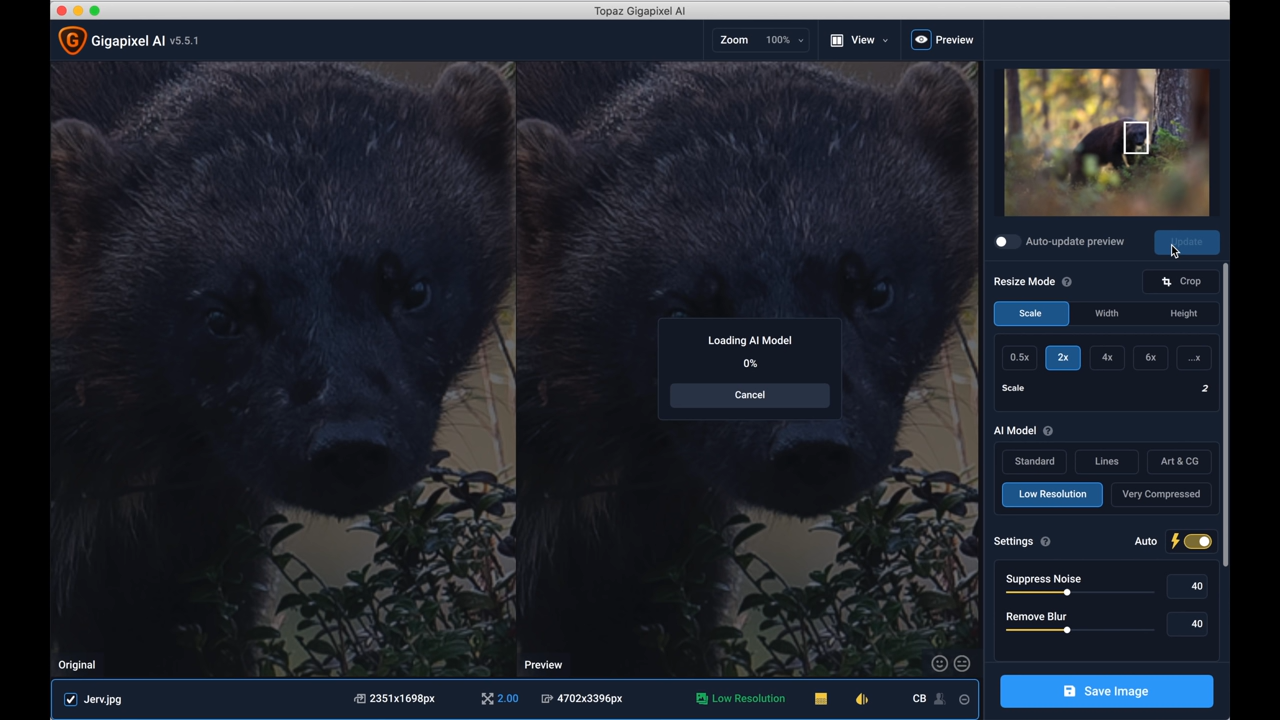 Topaz Gigapixel AI
Gigapixel AI v5.5.1
Zoom 100%
View
Preview
Auto-update preview
Update
Resize Mode
Crop
Scale
Width
Height
0.5x
2x
4x
6x
...x
Scale 2
Loading AI Model
0%
Cancel
AI Model
Standard
Lines
Art & CG
Low Resolution
Very Compressed
Settings
Auto
Suppress Noise 40
Remove Blur 40
Original
Preview
Jerv.jpg
2351x1698px
2.00
4702x3396px
Low Resolution
CB
Save Image